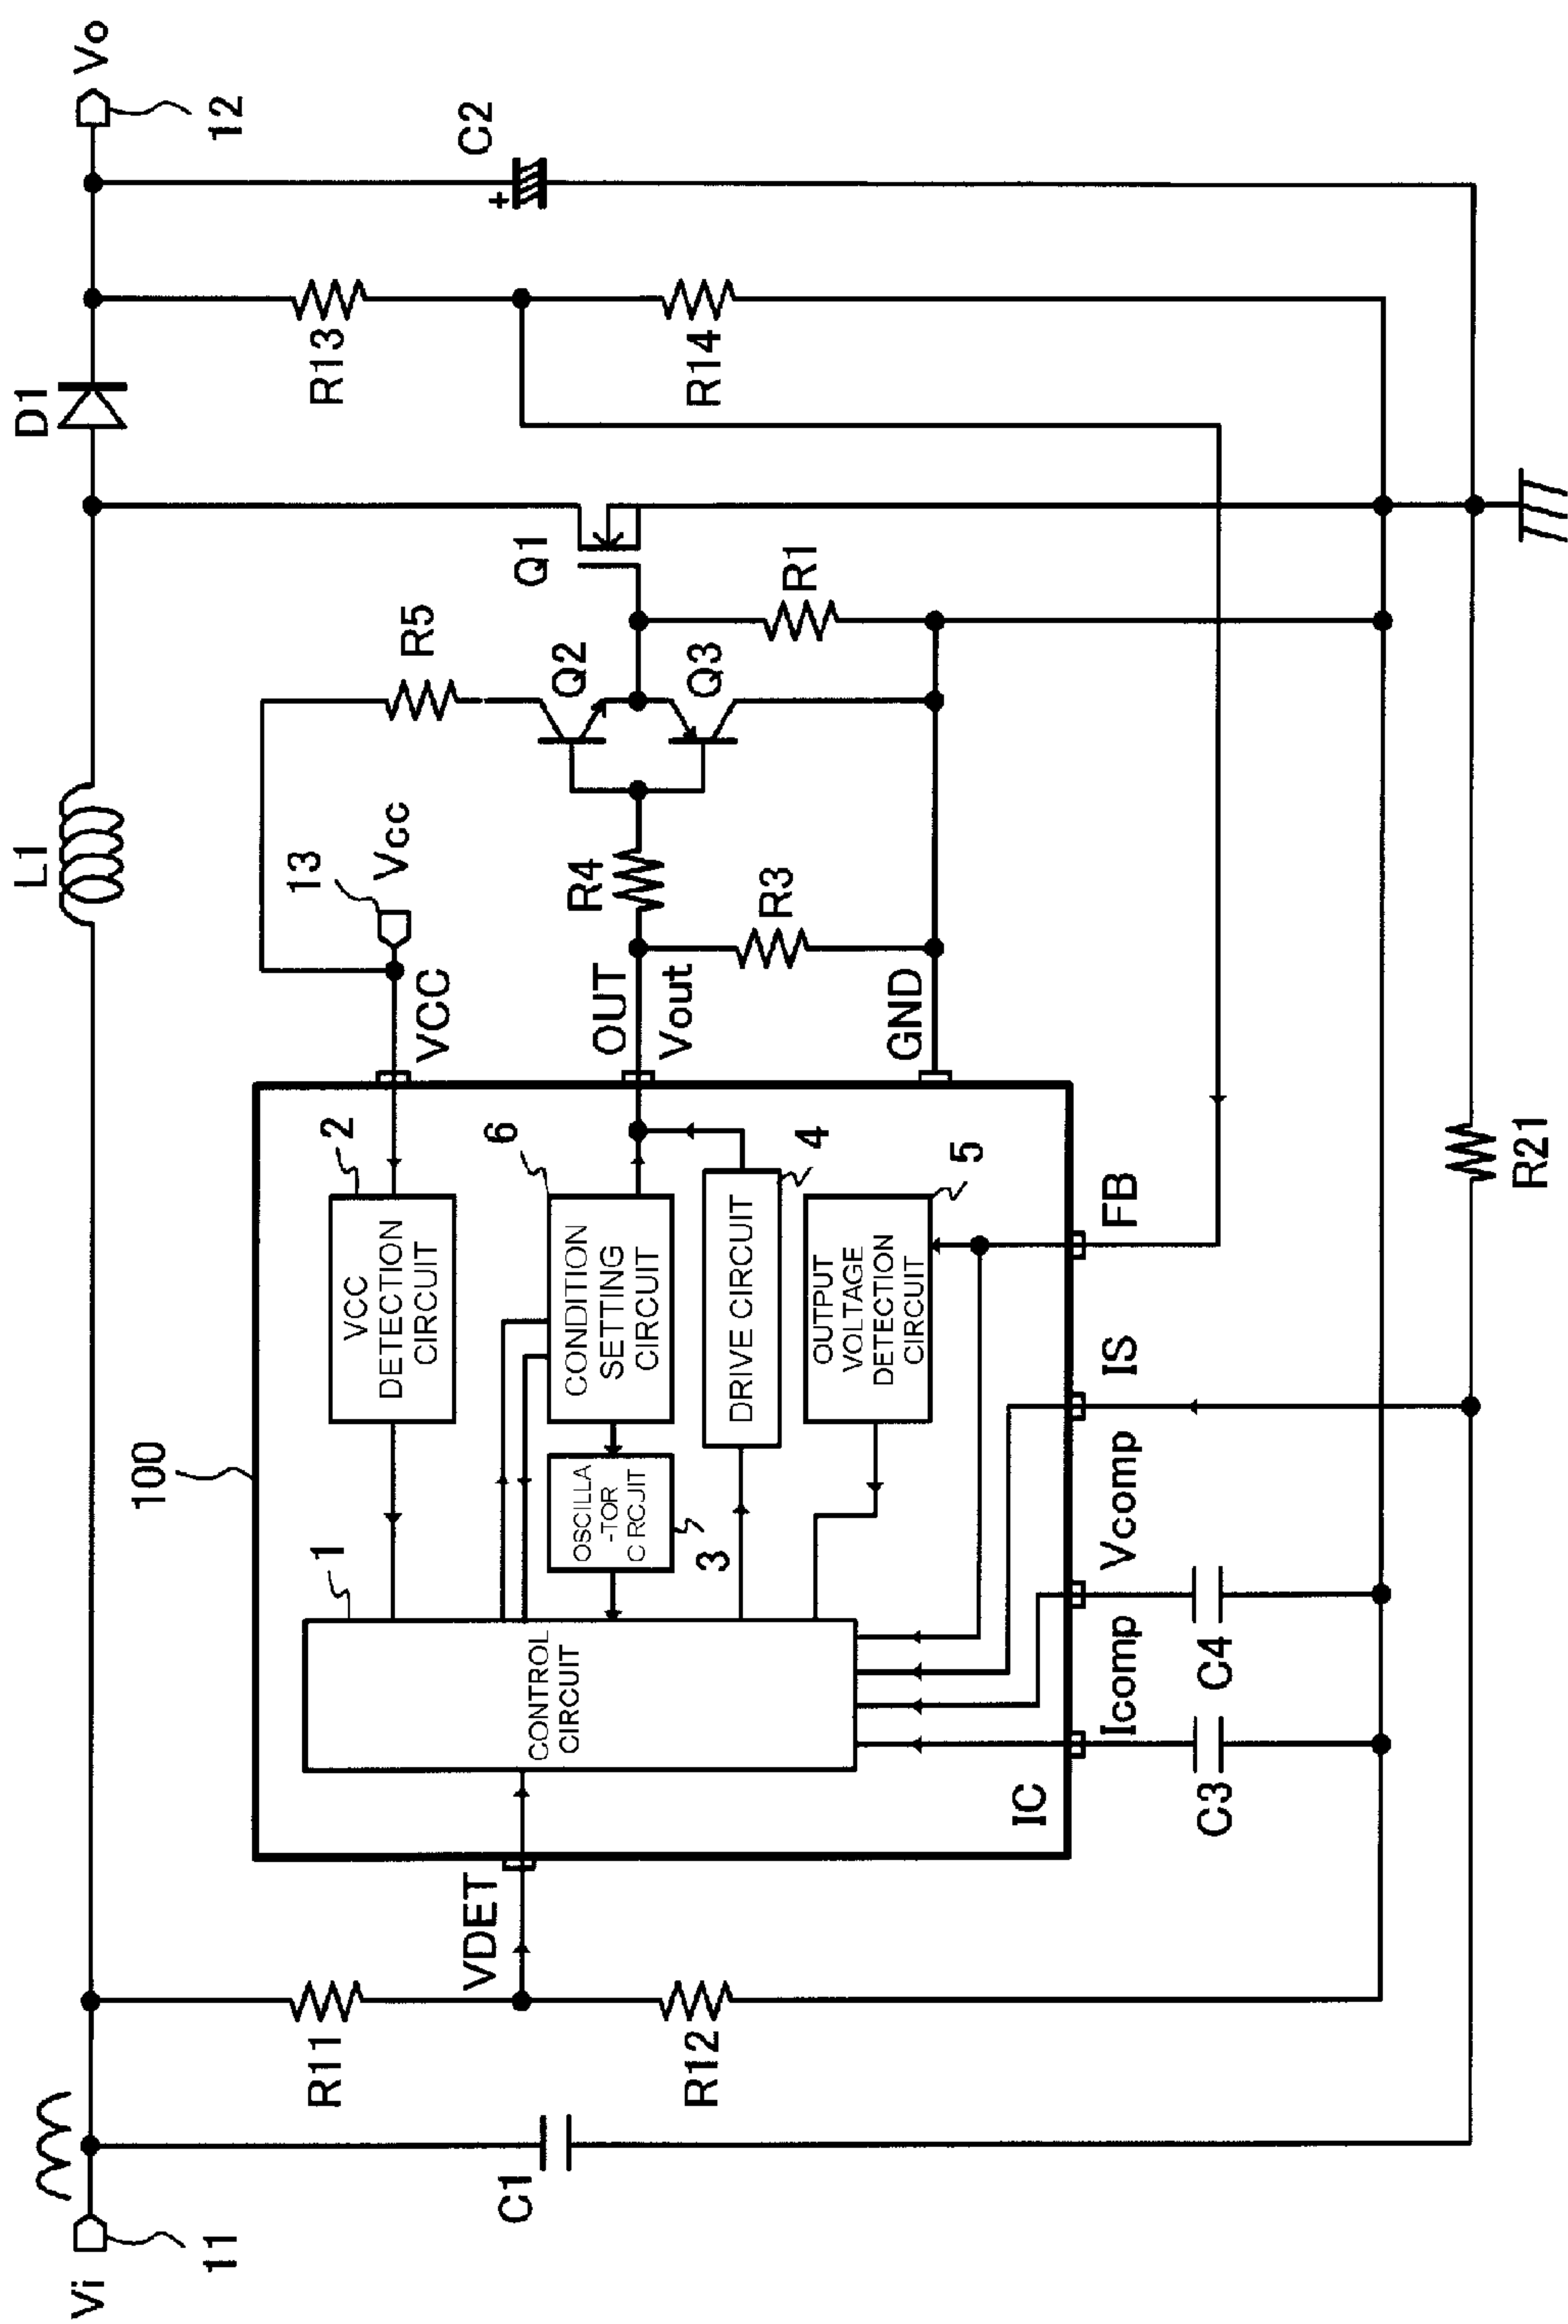 Vi
11
L1
D1
Vo
12
R11
R12
C1
VDET
100
IC
CONTROL
CIRCUIT
1
VCC
DETECTION
CIRCUIT
2
CONDITION
SETTING
CIRCUIT
6
OSCILLA
-TOR
CIRCUIT
3
DRIVE CIRCUIT
4
OUTPUT
VOLTAGE
DETECTION
CIRCUIT
5
VCC
13
Vcc
OUT
Vout
GND
R5
R4
R3
Q2
Q3
R1
Q1
R13
R14
+
C2
Icomp
Vcomp
IS
FB
C3
C4
R21